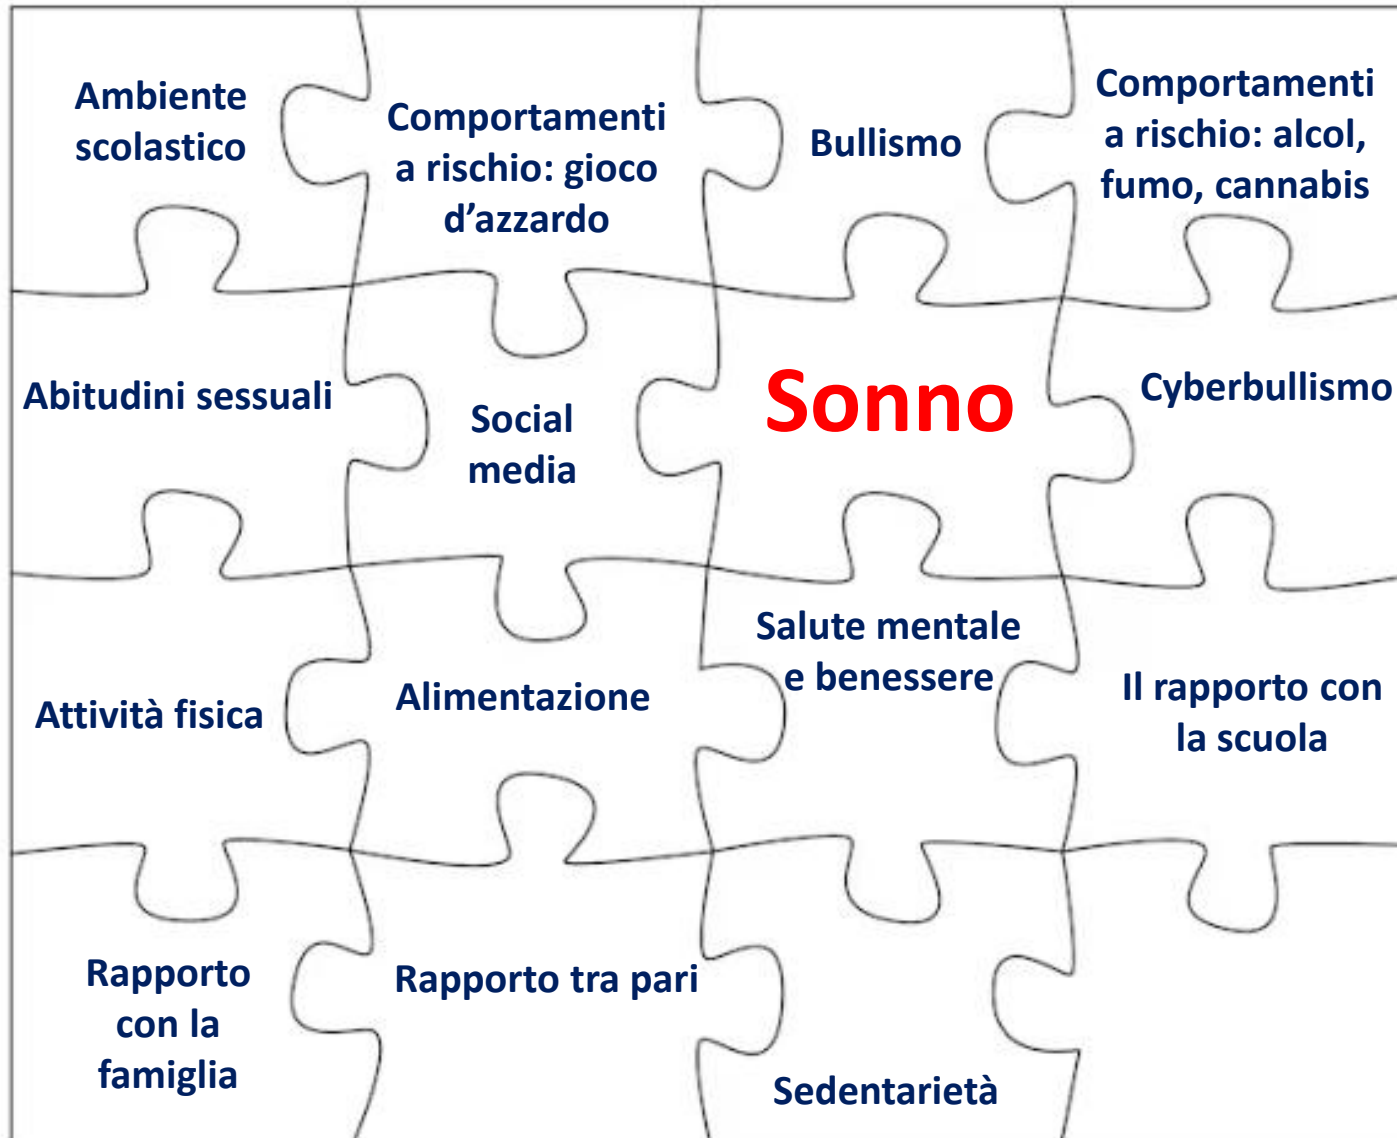 Ambiente
scolastico
Comportamenti
a rischio: gioco
d’azzardo
Bullismo
Comportamenti
a rischio: alcol,
fumo, cannabis
Abitudini sessuali
Social
media
Sonno
Cyberbullismo
Attività fisica
Alimentazione
Salute mentale
e benessere
Il rapporto con
la scuola
Rapporto
con la
famiglia
Rapporto tra pari
Sedentarietà